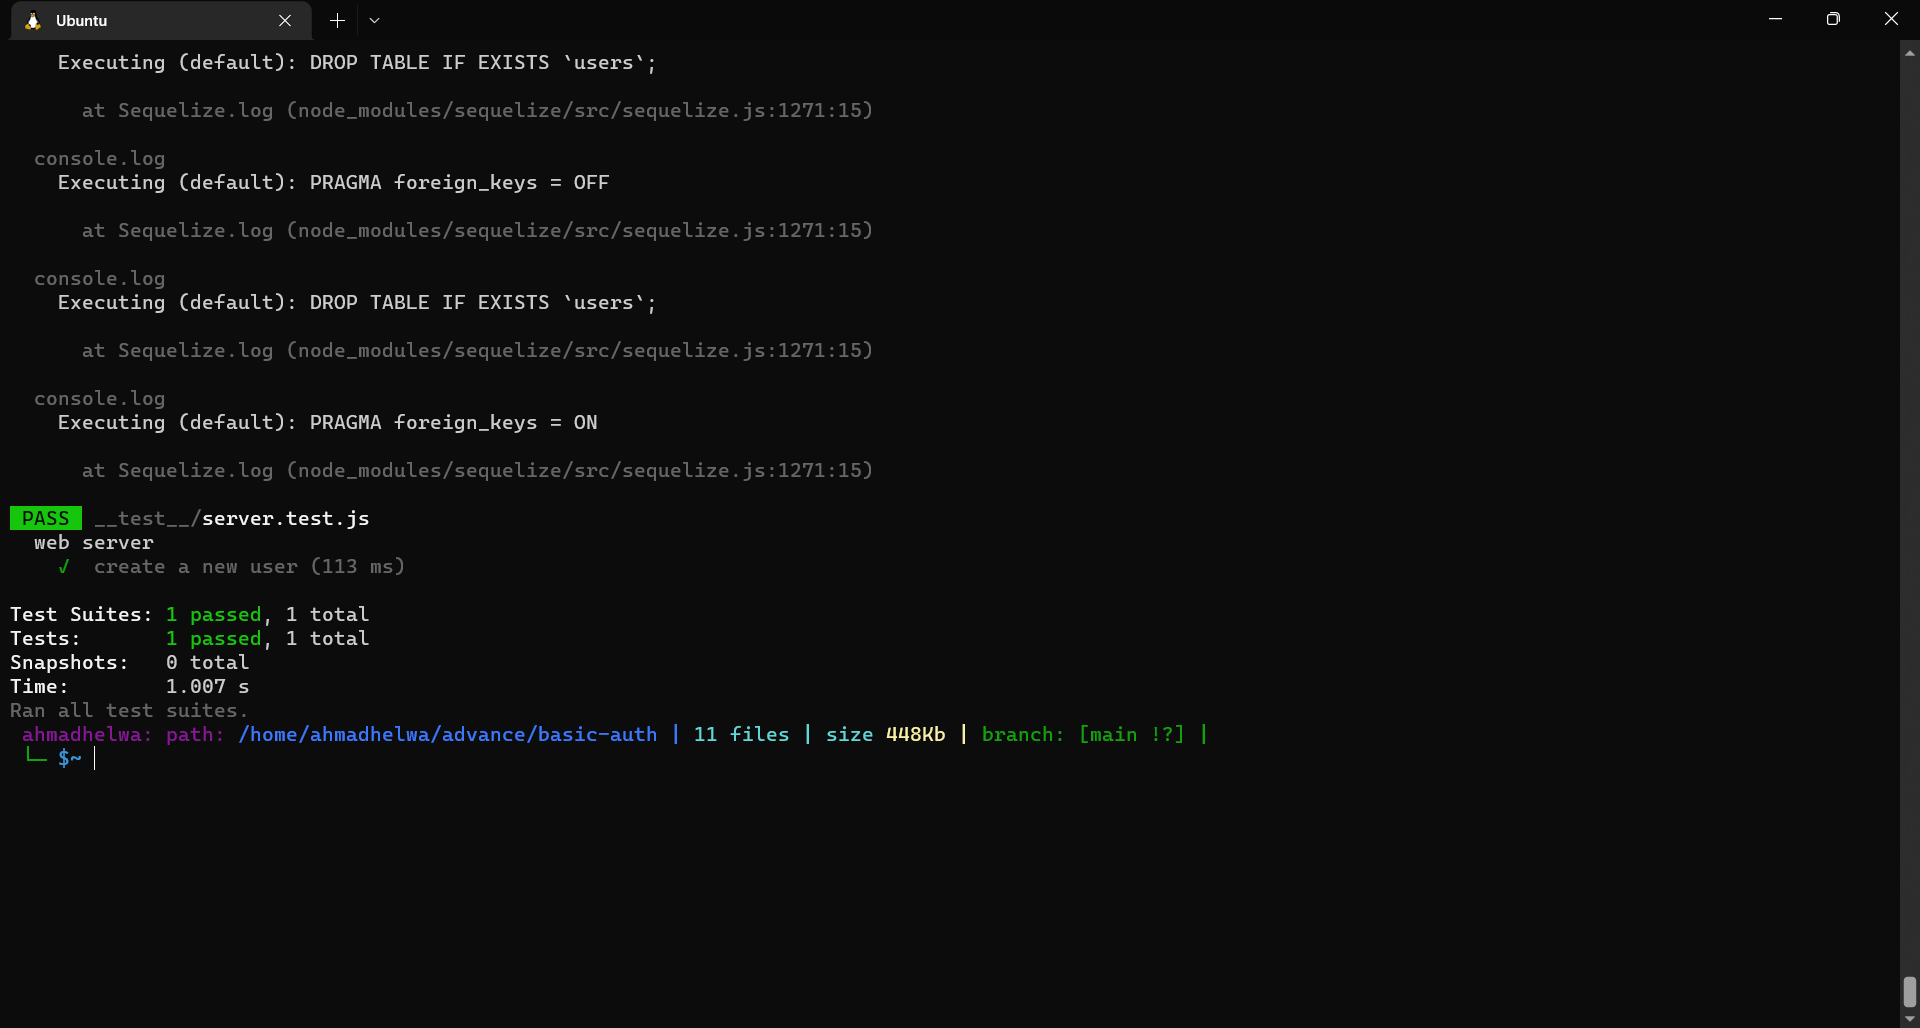 Ubuntu
Executing (default): DROP TABLE IF EXISTS `users`;
at Sequelize.log (node_modules/sequelize/src/sequelize.js:1271:15)
console.log
Executing (default): PRAGMA foreign_keys = OFF
at Sequelize.log (node_modules/sequelize/src/sequelize.js:1271:15)
console.log
Executing (default): DROP TABLE IF EXISTS `users`;
at Sequelize.log (node_modules/sequelize/src/sequelize.js:1271:15)
console.log
Executing (default): PRAGMA foreign_keys = ON
at Sequelize.log (node_modules/sequelize/src/sequelize.js:1271:15)
PASS __test__/server.test.js
web server
√ create a new user (113 ms)
Test Suites: 1 passed, 1 total
Tests: 1 passed, 1 total
Snapshots: 0 total
Time: 1.007 s
Ran all test suites.
ahmadhelwa: path: /home/ahmadhelwa/advance/basic-auth | 11 files | size 448Kb | branch: [main !?] |
└─ $~